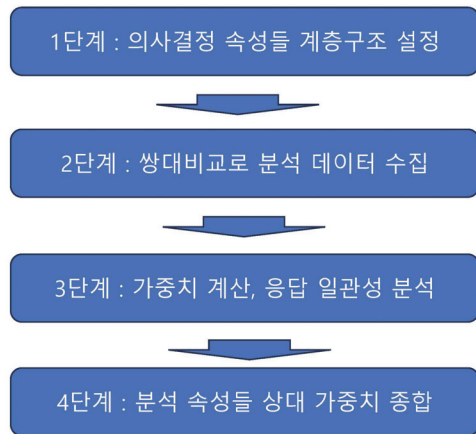 1단계 : 의사결정 속성들 계층구조 설정
2단계 : 쌍대비교로 분석 데이터 수집
3단계 : 가중치 계산, 응답 일관성 분석
4단계 : 분석 속성들 상대 가중치 종합